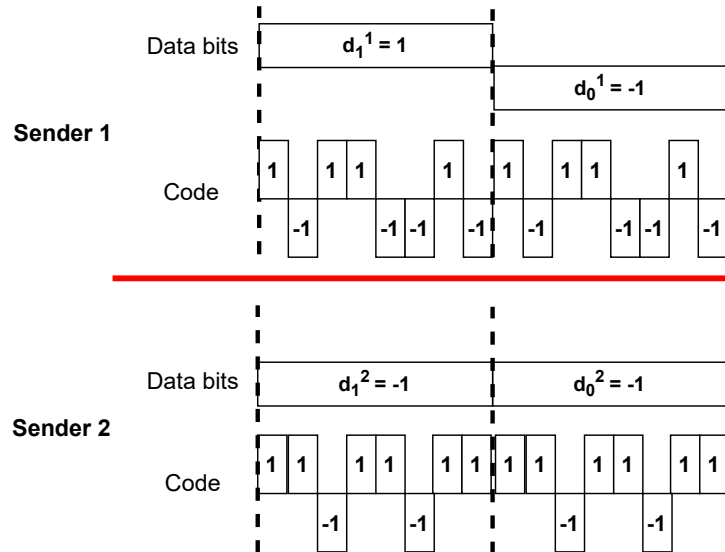 Data bits
d₁¹ = 1
d₀¹ = -1
Sender 1
Code
1 -1 1 1 -1 -1 1 -1 1 -1 1 1 -1 -1 1 -1
Data bits
d₁² = -1
d₀² = -1
Sender 2
Code
1 1 -1 1 1 -1 1 1 1 1 -1 1 1 -1 1 1